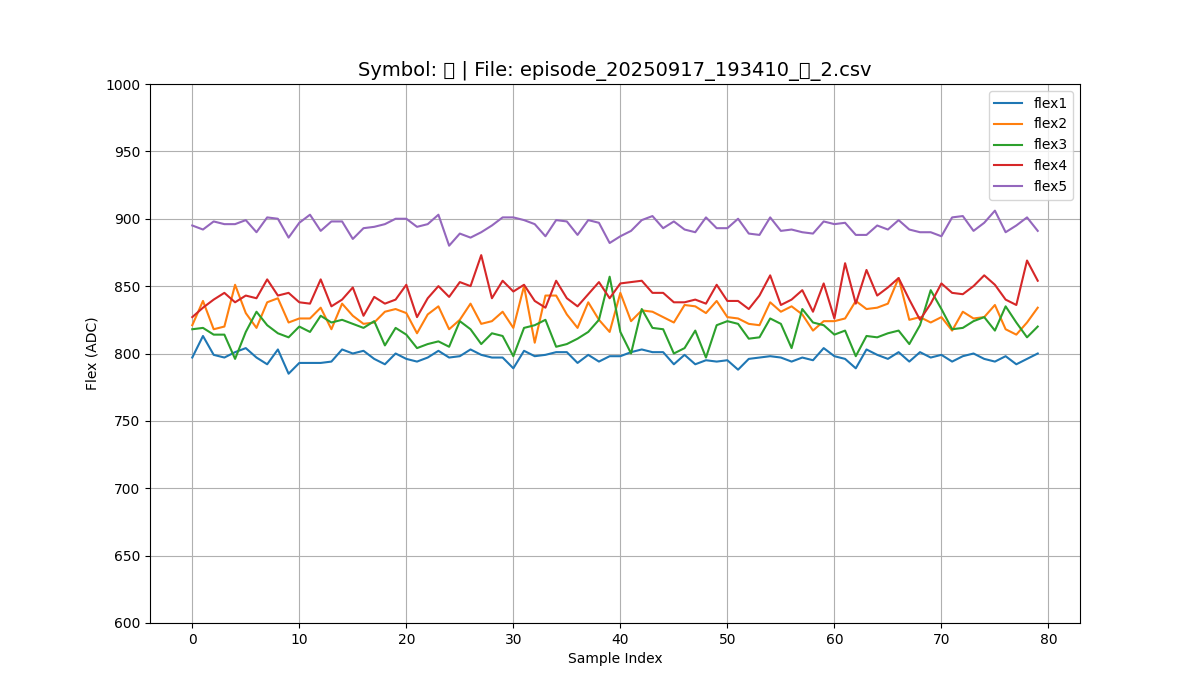 Symbol: ▯ | File: episode_20250917_193410_▯_2.csv
1000
950
900
850
800
750
700
650
600
Flex (ADC)
0 10 20 30 40 50 60 70 80
Sample Index
flex1
flex2
flex3
flex4
flex5